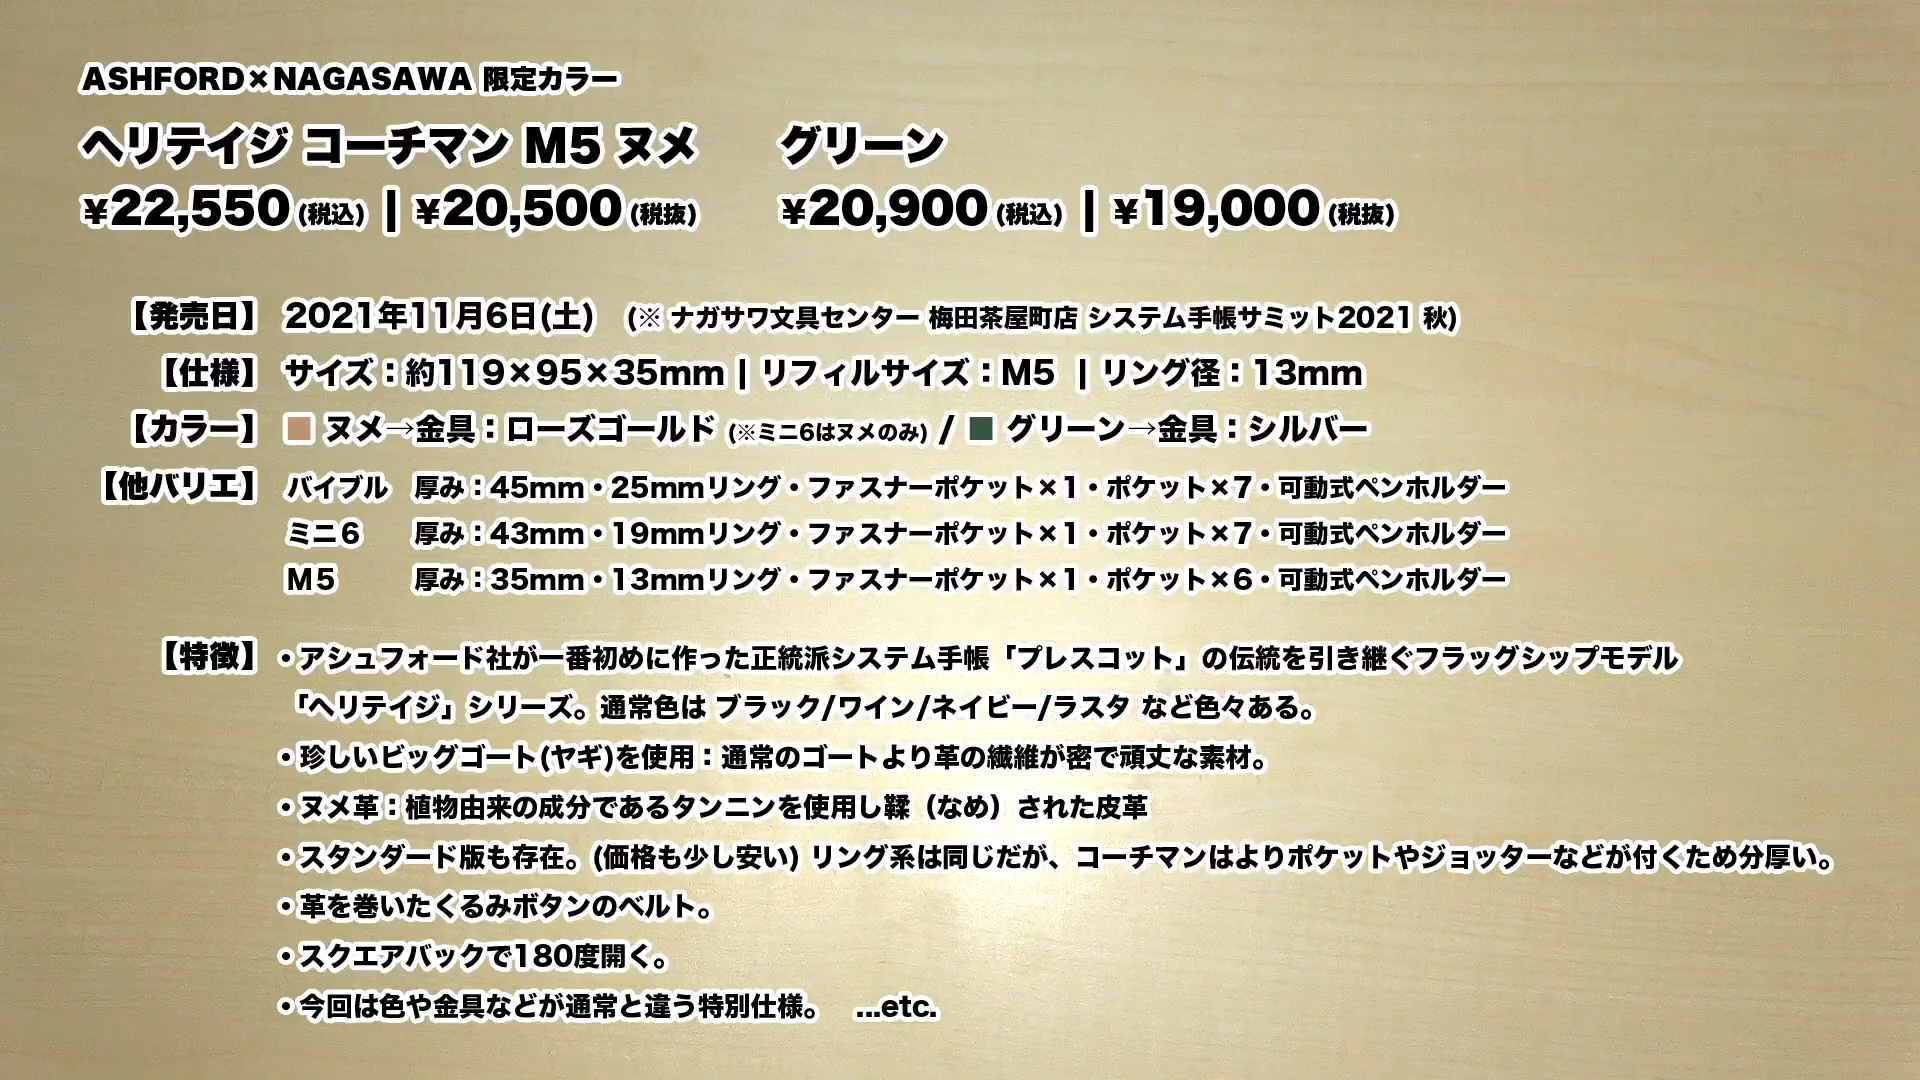 ASHFORD×NAGASAWA 限定カラー
ヘリテイジ コーチマン M5 ヌメ グリーン
¥22,550(税込) | ¥20,500(税抜) ¥20,900(税込) | ¥19,000(税抜)
【発売日】 2021年11月6日(土) (※ ナガサワ文具センター 梅田茶屋町店 システム手帳サミット2021 秋)
【仕様】 サイズ：約119×95×35mm | リフィルサイズ：M5 | リング径：13mm
【カラー】 ■ ヌメ→金具：ローズゴールド (※ミニ6はヌメのみ) / ■ グリーン→金具：シルバー
【他バリエ】 バイブル 厚み：45mm・25mmリング・ファスナーポケット×1・ポケット×7・可動式ペンホルダー
ミニ６ 厚み：43mm・19mmリング・ファスナーポケット×1・ポケット×7・可動式ペンホルダー
Ｍ５ 厚み：35mm・13mmリング・ファスナーポケット×1・ポケット×6・可動式ペンホルダー
【特徴】 ・アシュフォード社が一番初めに作った正統派システム手帳「プレスコット」の伝統を引き継ぐフラッグシップモデル
「ヘリテイジ」シリーズ。通常色は ブラック/ワイン/ネイビー/ラスタ など色々ある。
・珍しいビッグゴート(ヤギ)を使用：通常のゴートより革の繊維が密で頑丈な素材。
・ヌメ革：植物由来の成分であるタンニンを使用し鞣（なめ）された皮革
・スタンダード版も存在。(価格も少し安い) リング系は同じだが、コーチマンはよりポケットやジョッターなどが付くため分厚い。
・革を巻いたくるみボタンのベルト。
・スクエアバックで180度開く。
・今回は色や金具などが通常と違う特別仕様。 …etc.